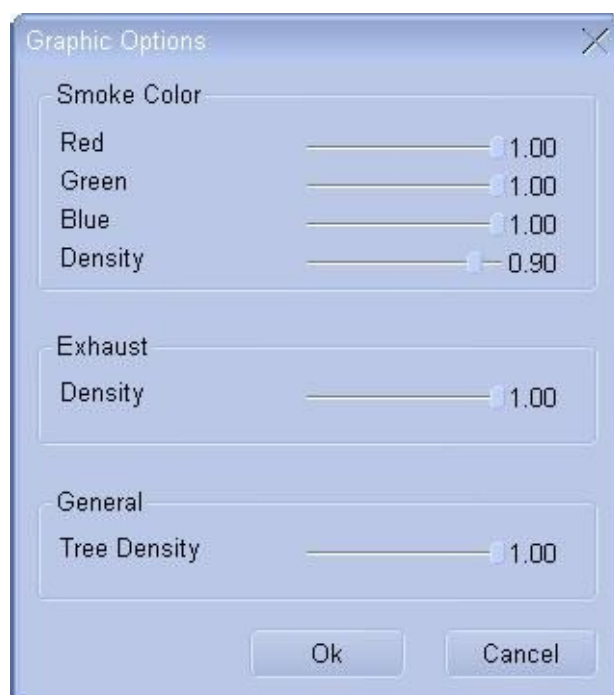 Graphic Options
Smoke Color
Red 1.00
Green 1.00
Blue 1.00
Density 0.90
Exhaust
Density 1.00
General
Tree Density 1.00
Ok Cancel